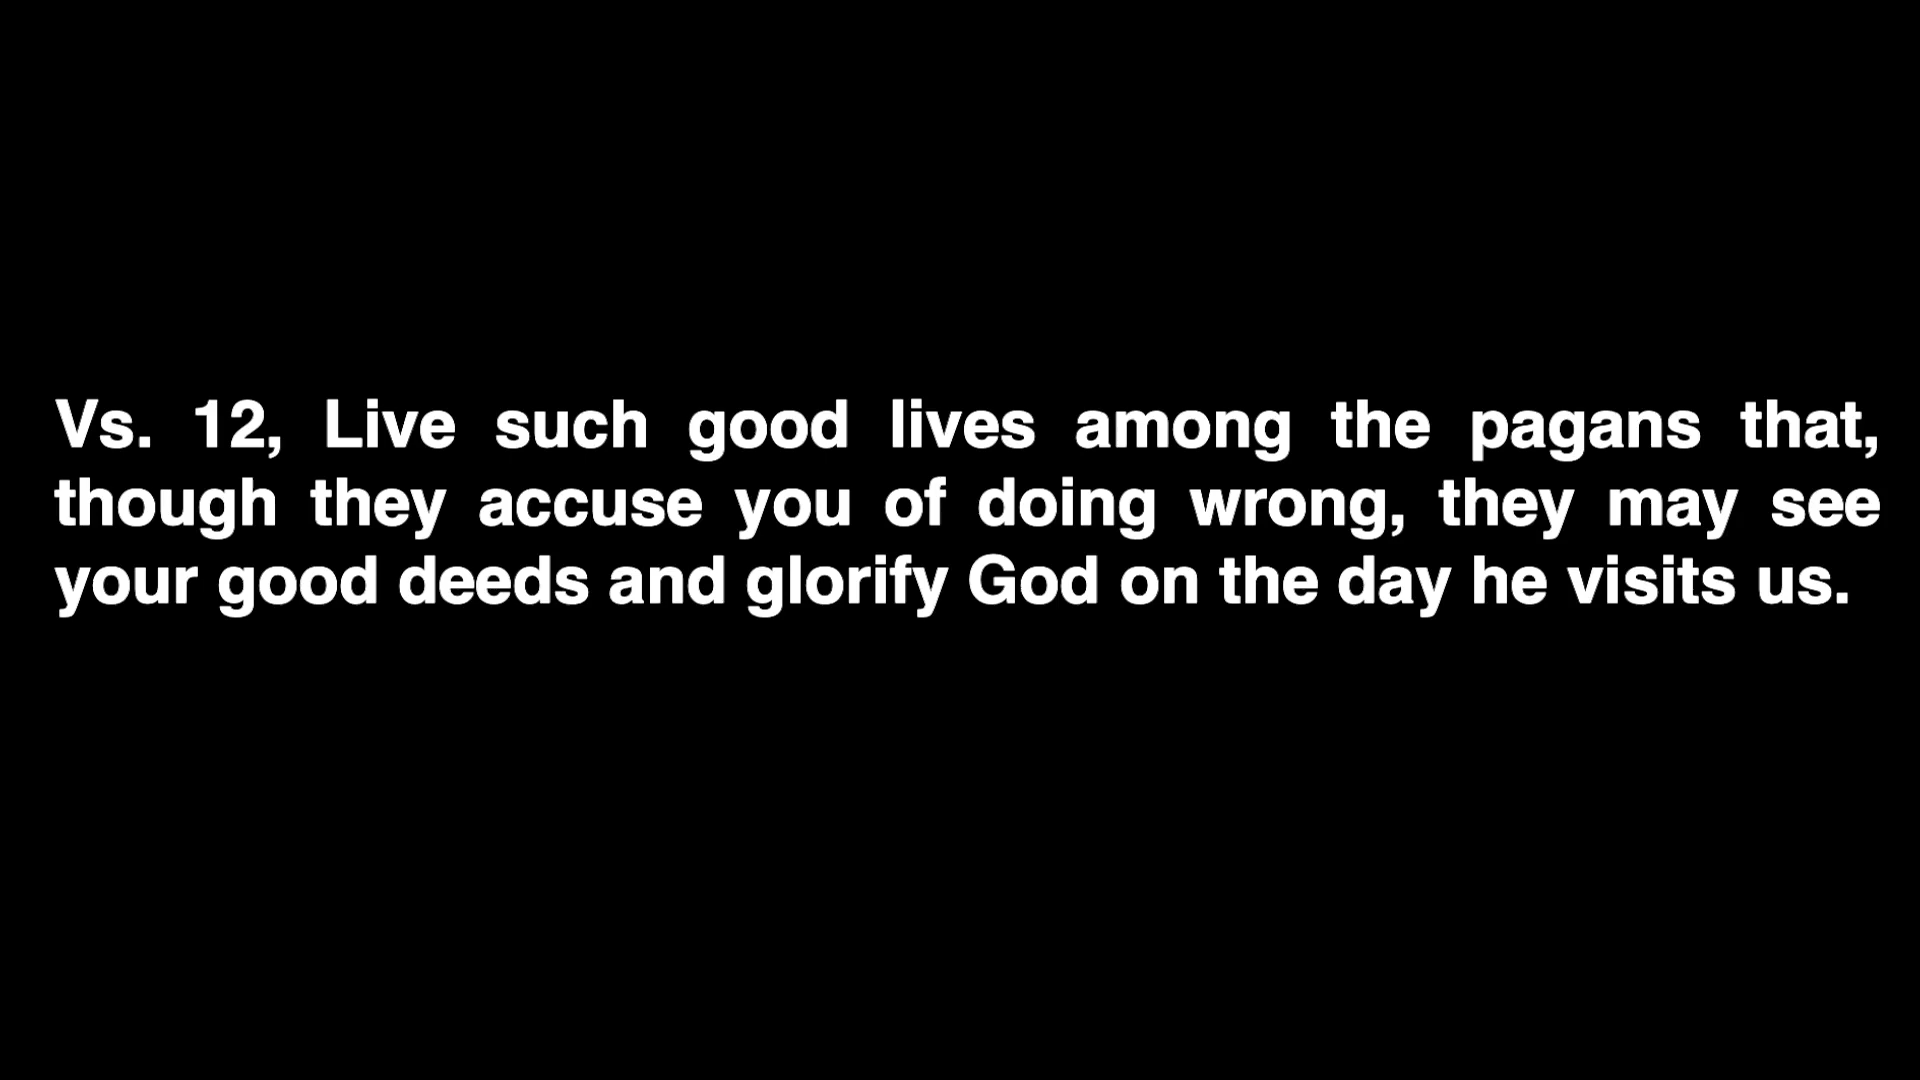 Vs. 12, Live such good lives among the pagans that,
though they accuse you of doing wrong, they may see
your good deeds and glorify God on the day he visits us.